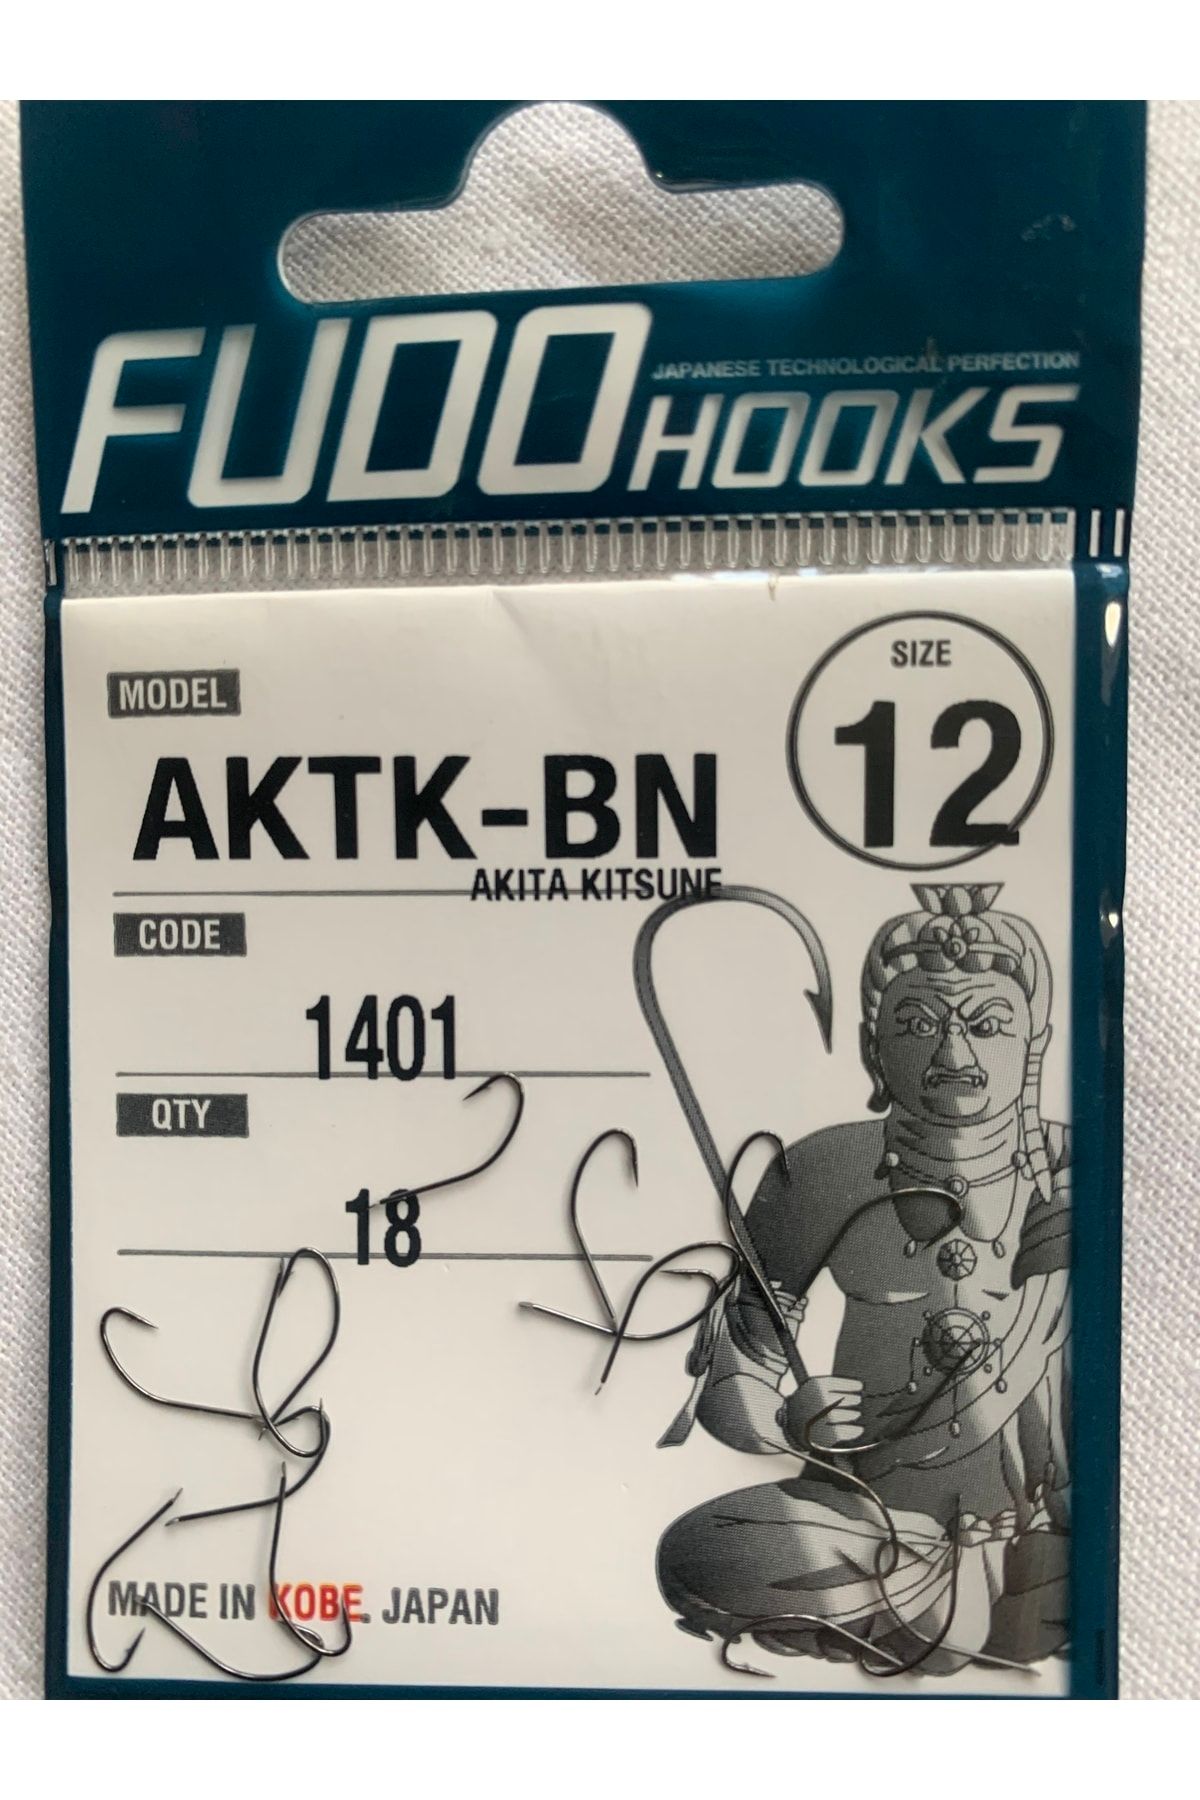 FUDO
JAPANESE TECHNOLOGICAL PERFECTION
HOOKS
SIZE
12
MODEL
AKTK-BN
AKITA KITSUNE
CODE
1401
QTY
18
MADE IN KOBE. JAPAN